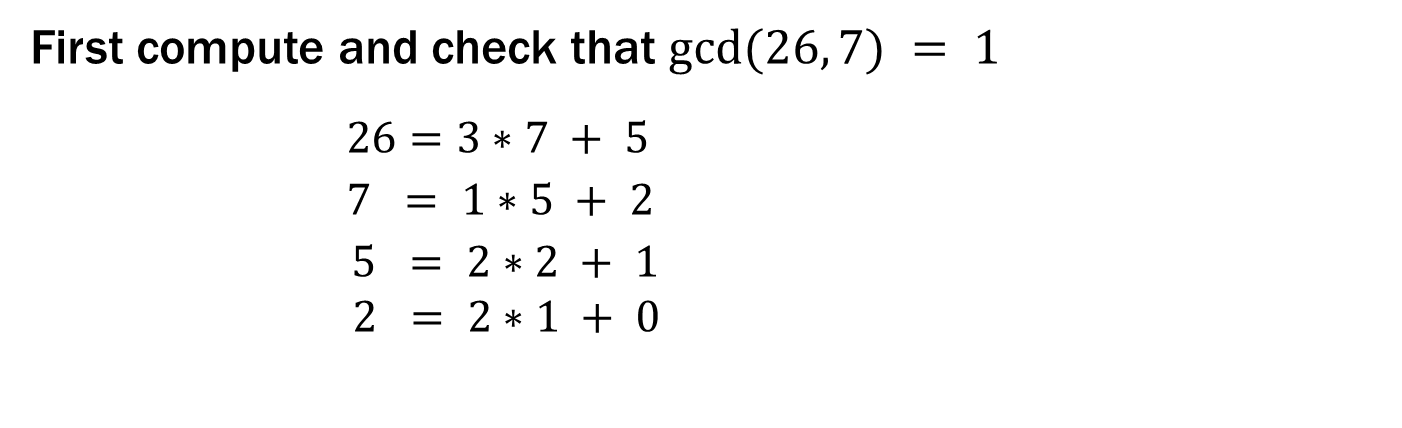 First compute and check that gcd(26, 7) = 1
26 = 3 ∗ 7 + 5
7 = 1 ∗ 5 + 2
5 = 2 ∗ 2 + 1
2 = 2 ∗ 1 + 0